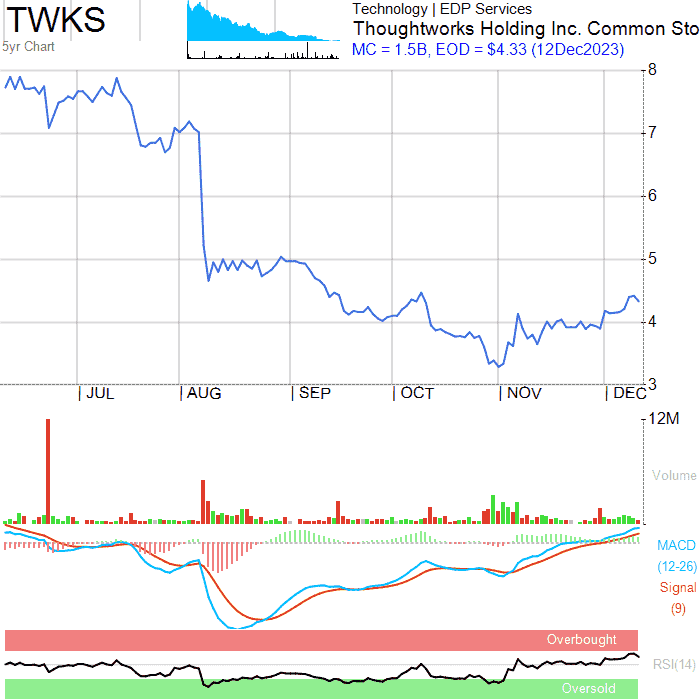 TWKS
5yr Chart
Technology | EDP Services
Thoughtworks Holding Inc. Common Sto
MC = 1.5B, EOD = $4.33 (12Dec2023)
8
7
6
5
4
3
JUL AUG SEP OCT NOV DEC
12M
Volume
MACD
(12-26)
Signal
(9)
Overbought
RSI(14)
Oversold